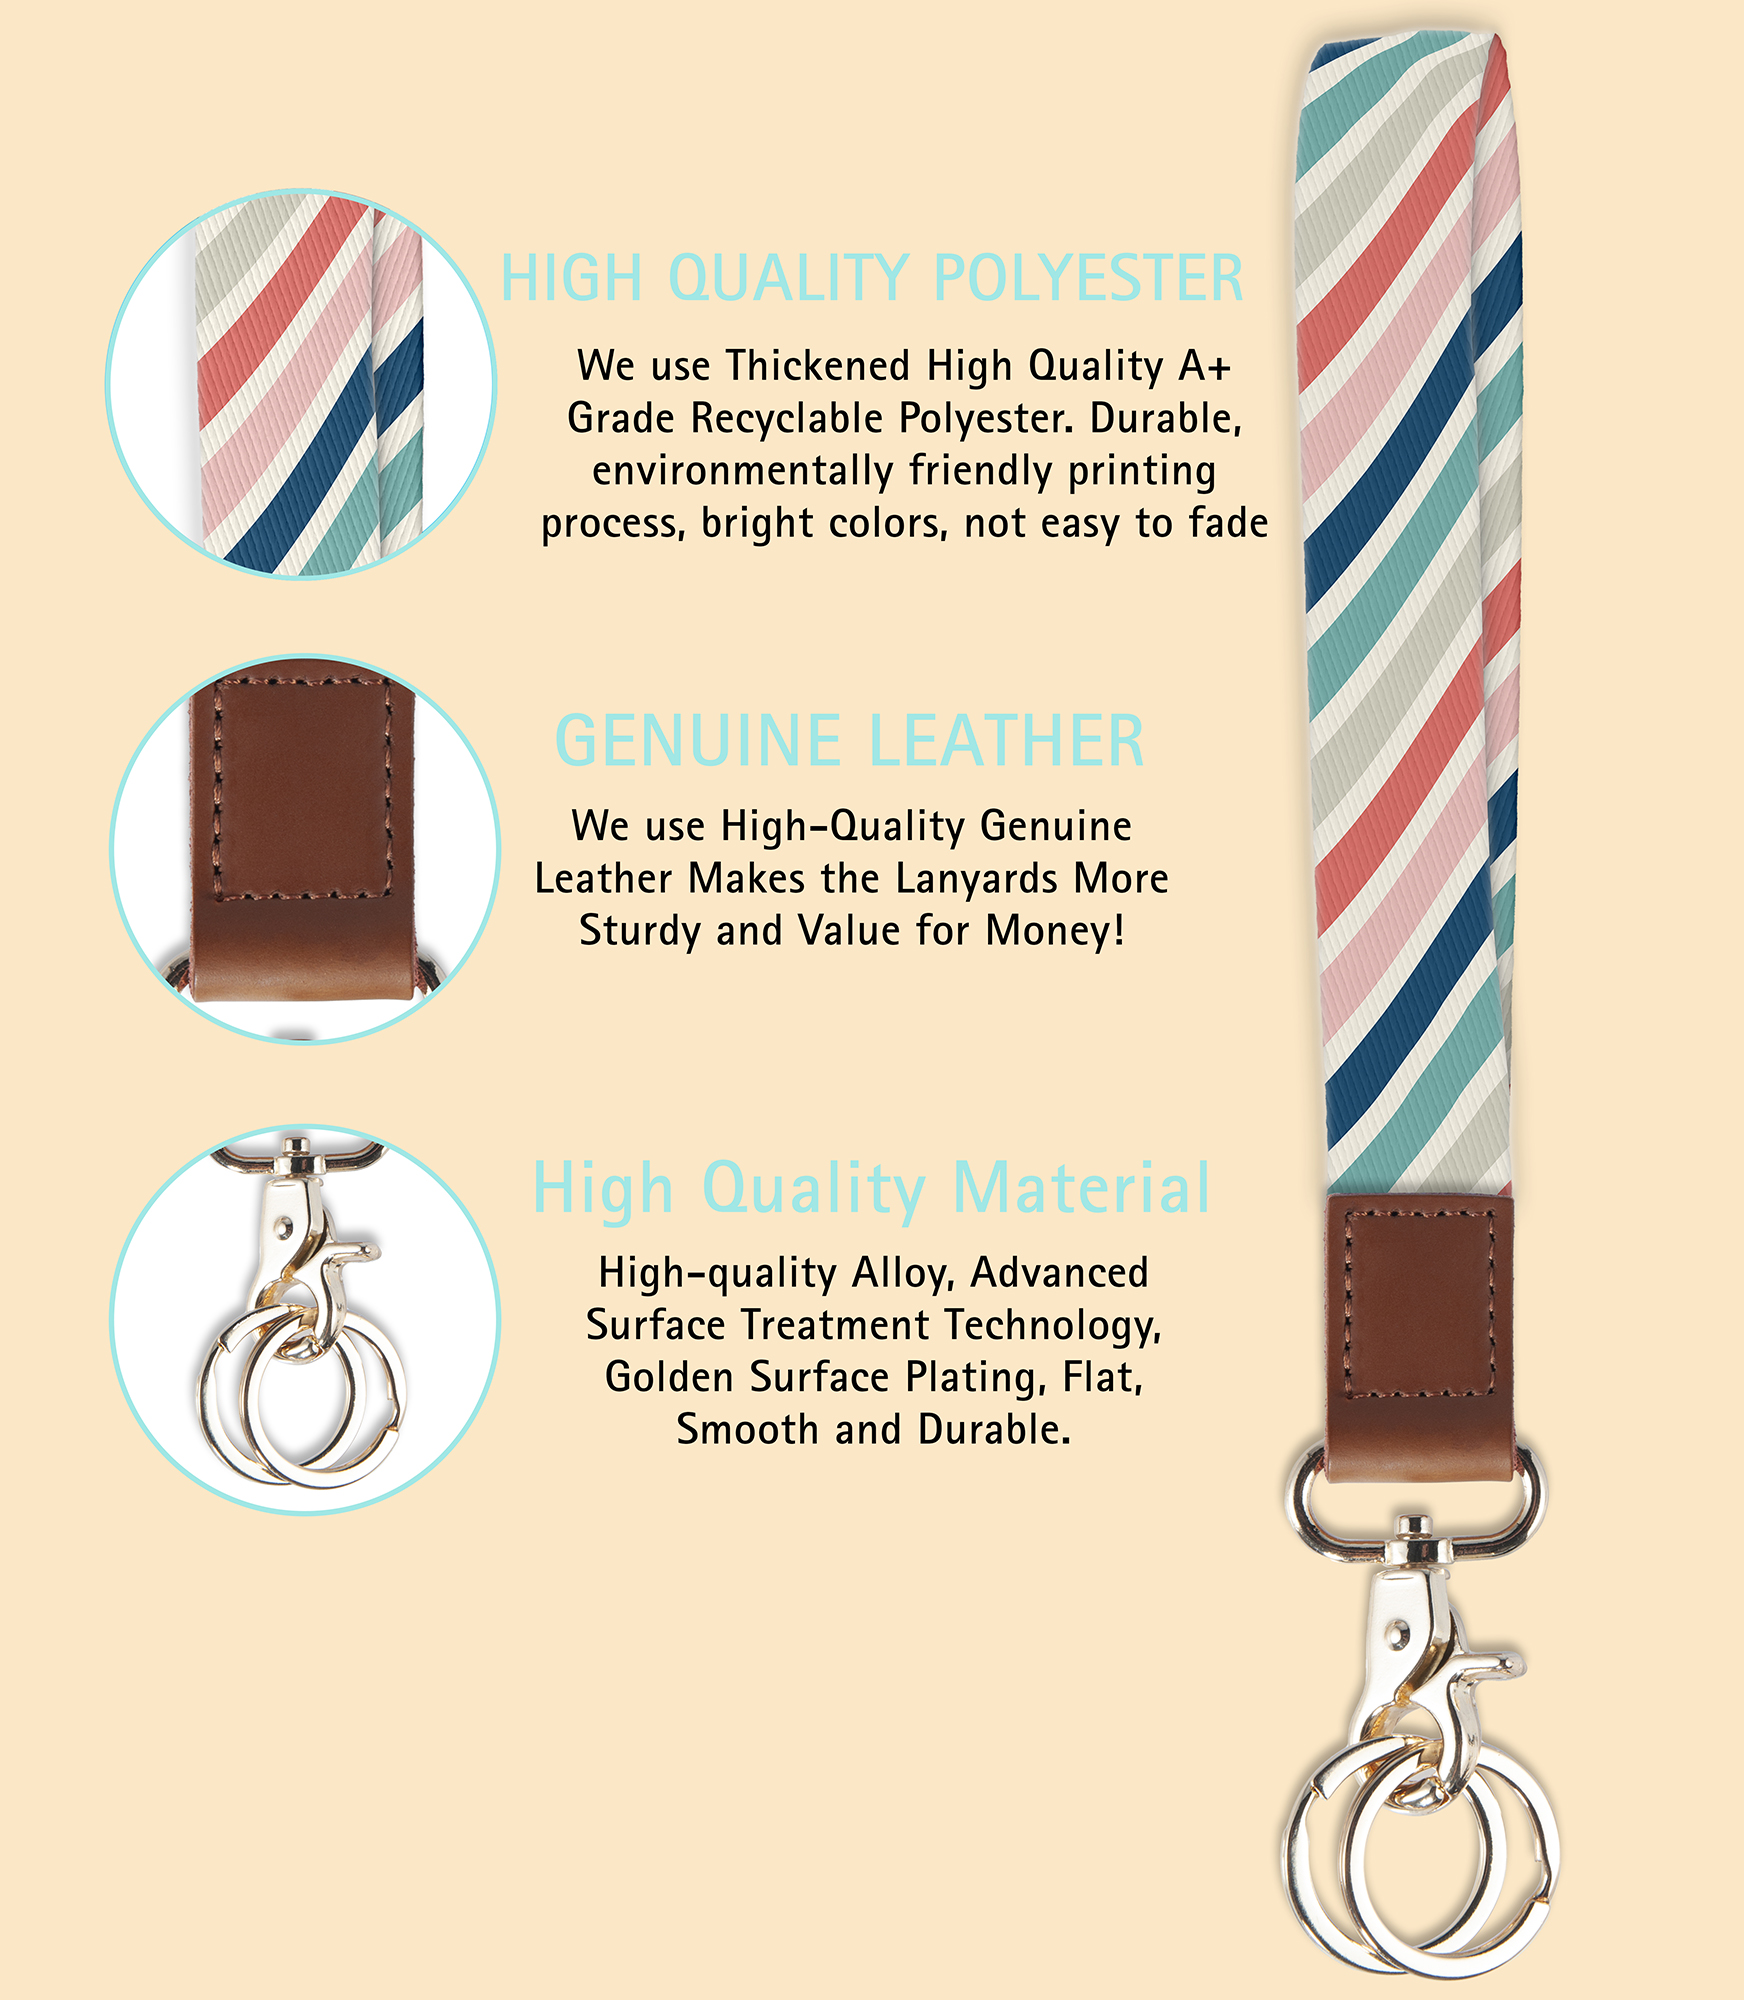 HIGH QUALITY POLYESTER
We use Thickened High Quality A+
Grade Recyclable Polyester. Durable,
environmentally friendly printing
process, bright colors, not easy to fade
GENUINE LEATHER
We use High-Quality Genuine
Leather Makes the Lanyards More
Sturdy and Value for Money!
High Quality Material
High-quality Alloy, Advanced
Surface Treatment Technology,
Golden Surface Plating, Flat,
Smooth and Durable.